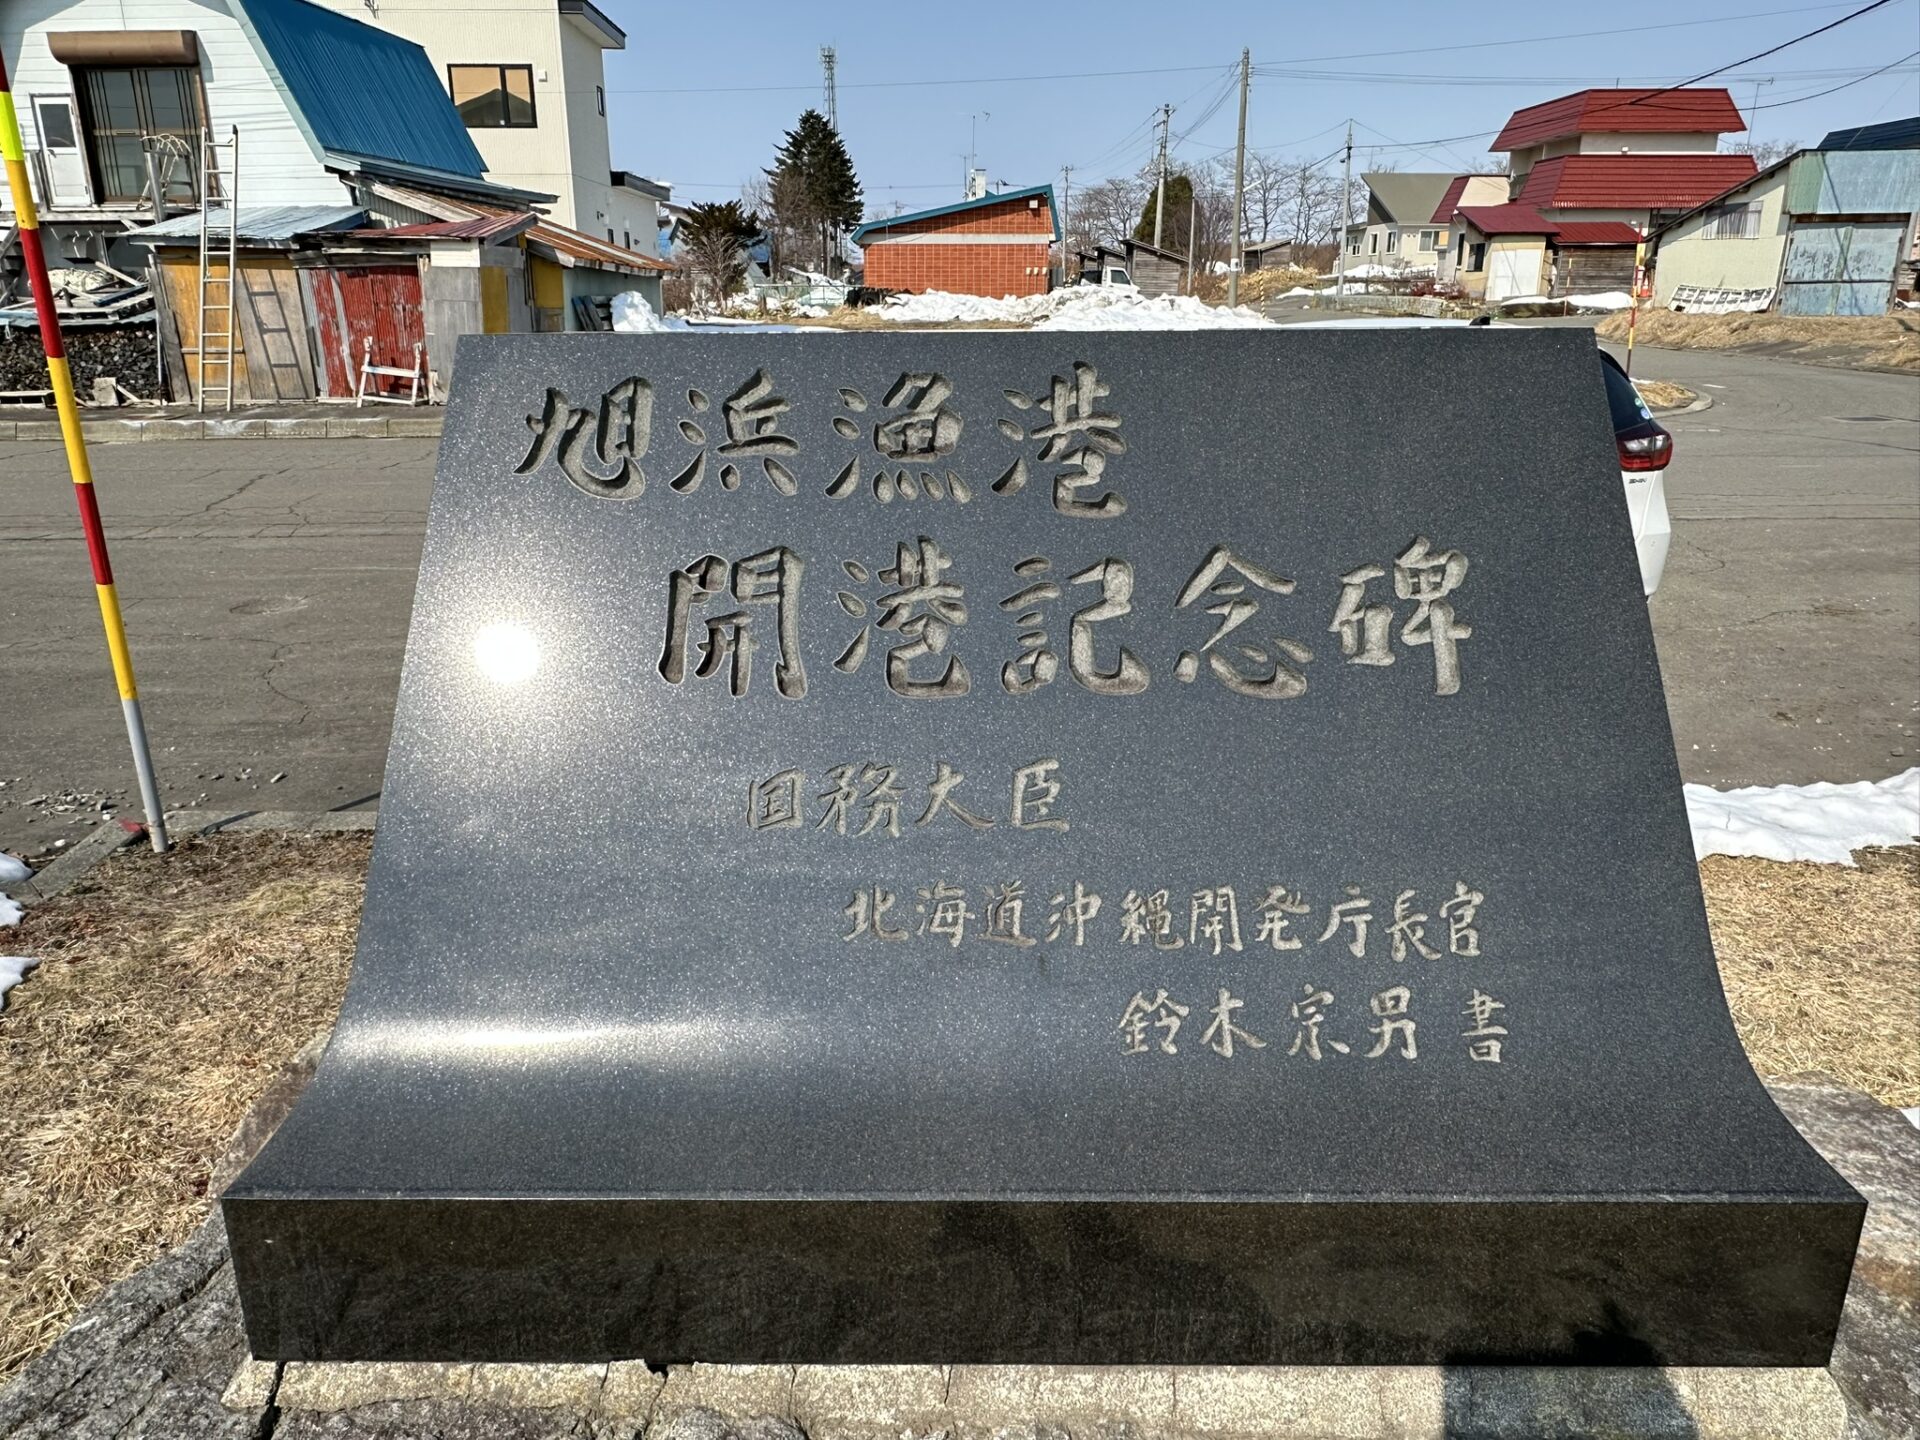 旭浜漁港
開港記念碑
国務大臣
北海道沖縄開発庁長官
鈴木宗男 書